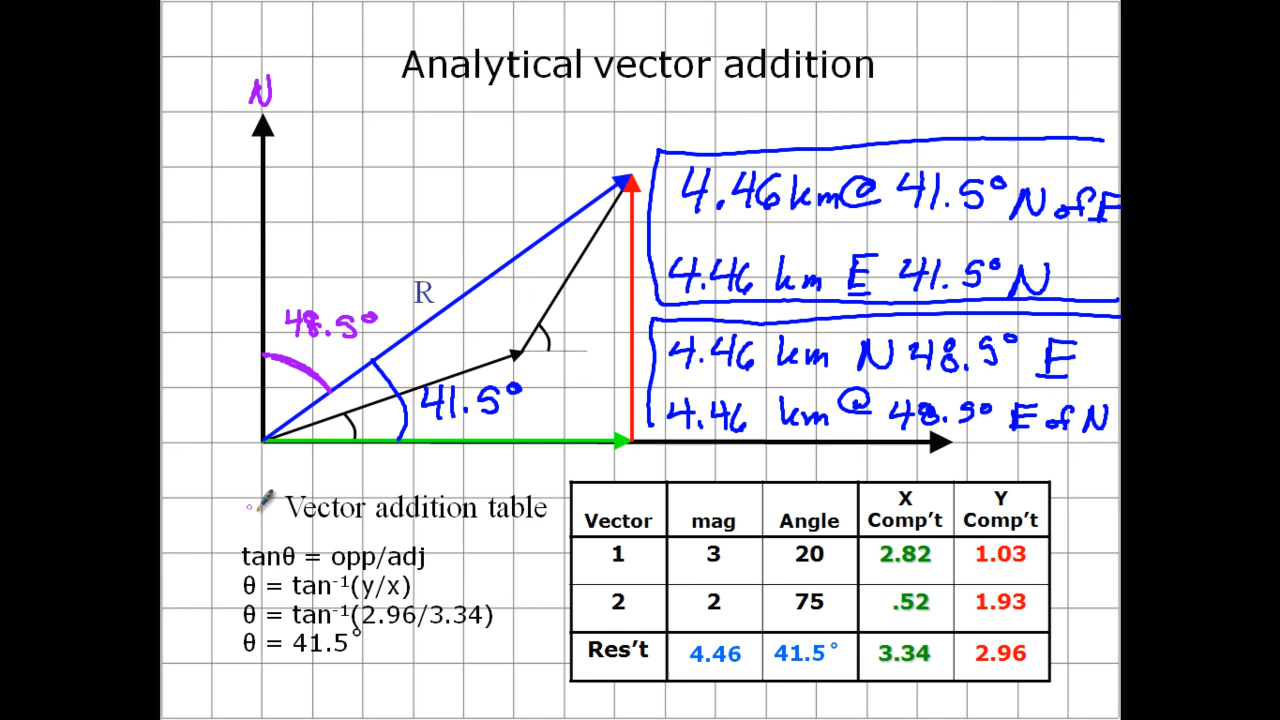 Analytical vector addition
N
4.46 km @ 41.5° N of E
4.46 km E 41.5° N
R
48.5°
4.46 km N 48.5° E
41.5°
4.46 km @ 48.5° E of N
Vector addition table
tanθ = opp/adj
θ = tan⁻¹(y/x)
θ = tan⁻¹(2.96/3.34)
θ = 41.5°
Vector mag Angle X Comp't Y Comp't
1 3 20 2.82 1.03
2 2 75 .52 1.93
Res't 4.46 41.5° 3.34 2.96